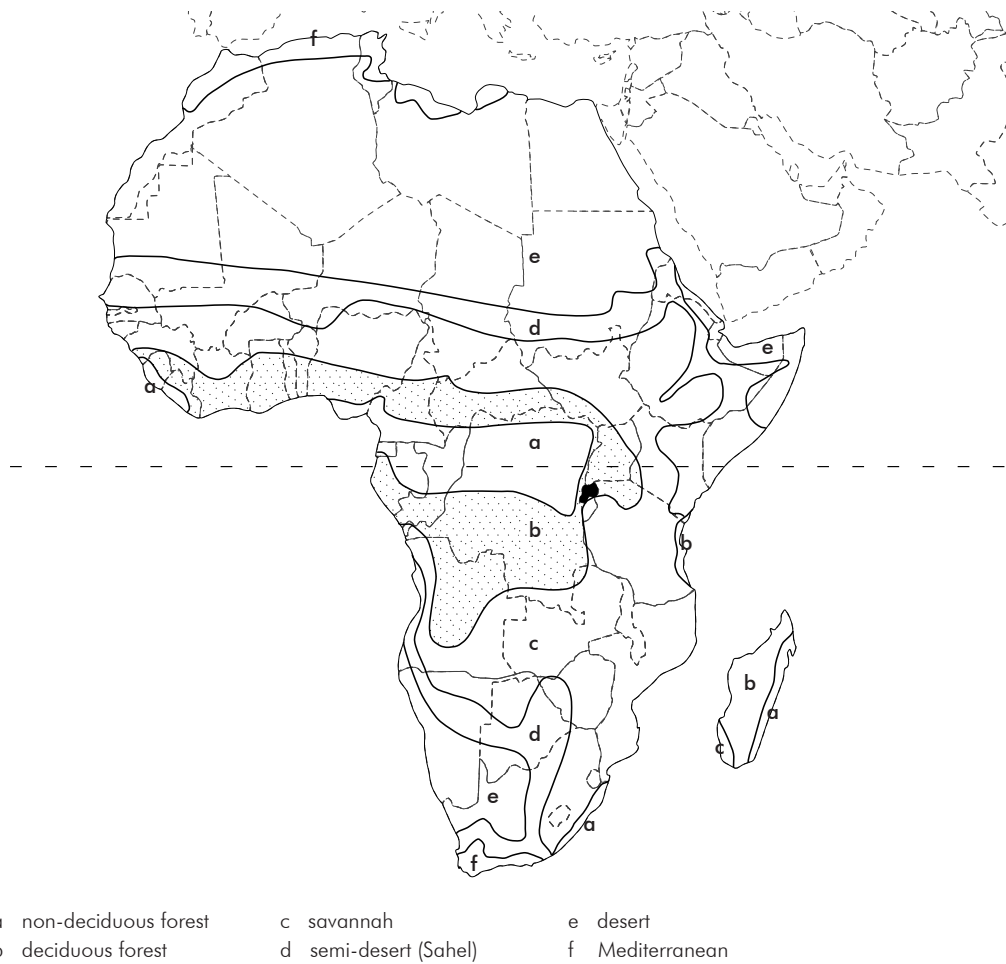 f
e
d
e
a
a
b
b
c
b
a
d
c
e
a
f
a non-deciduous forest c savannah e desert
b deciduous forest d semi-desert (Sahel) f Mediterranean